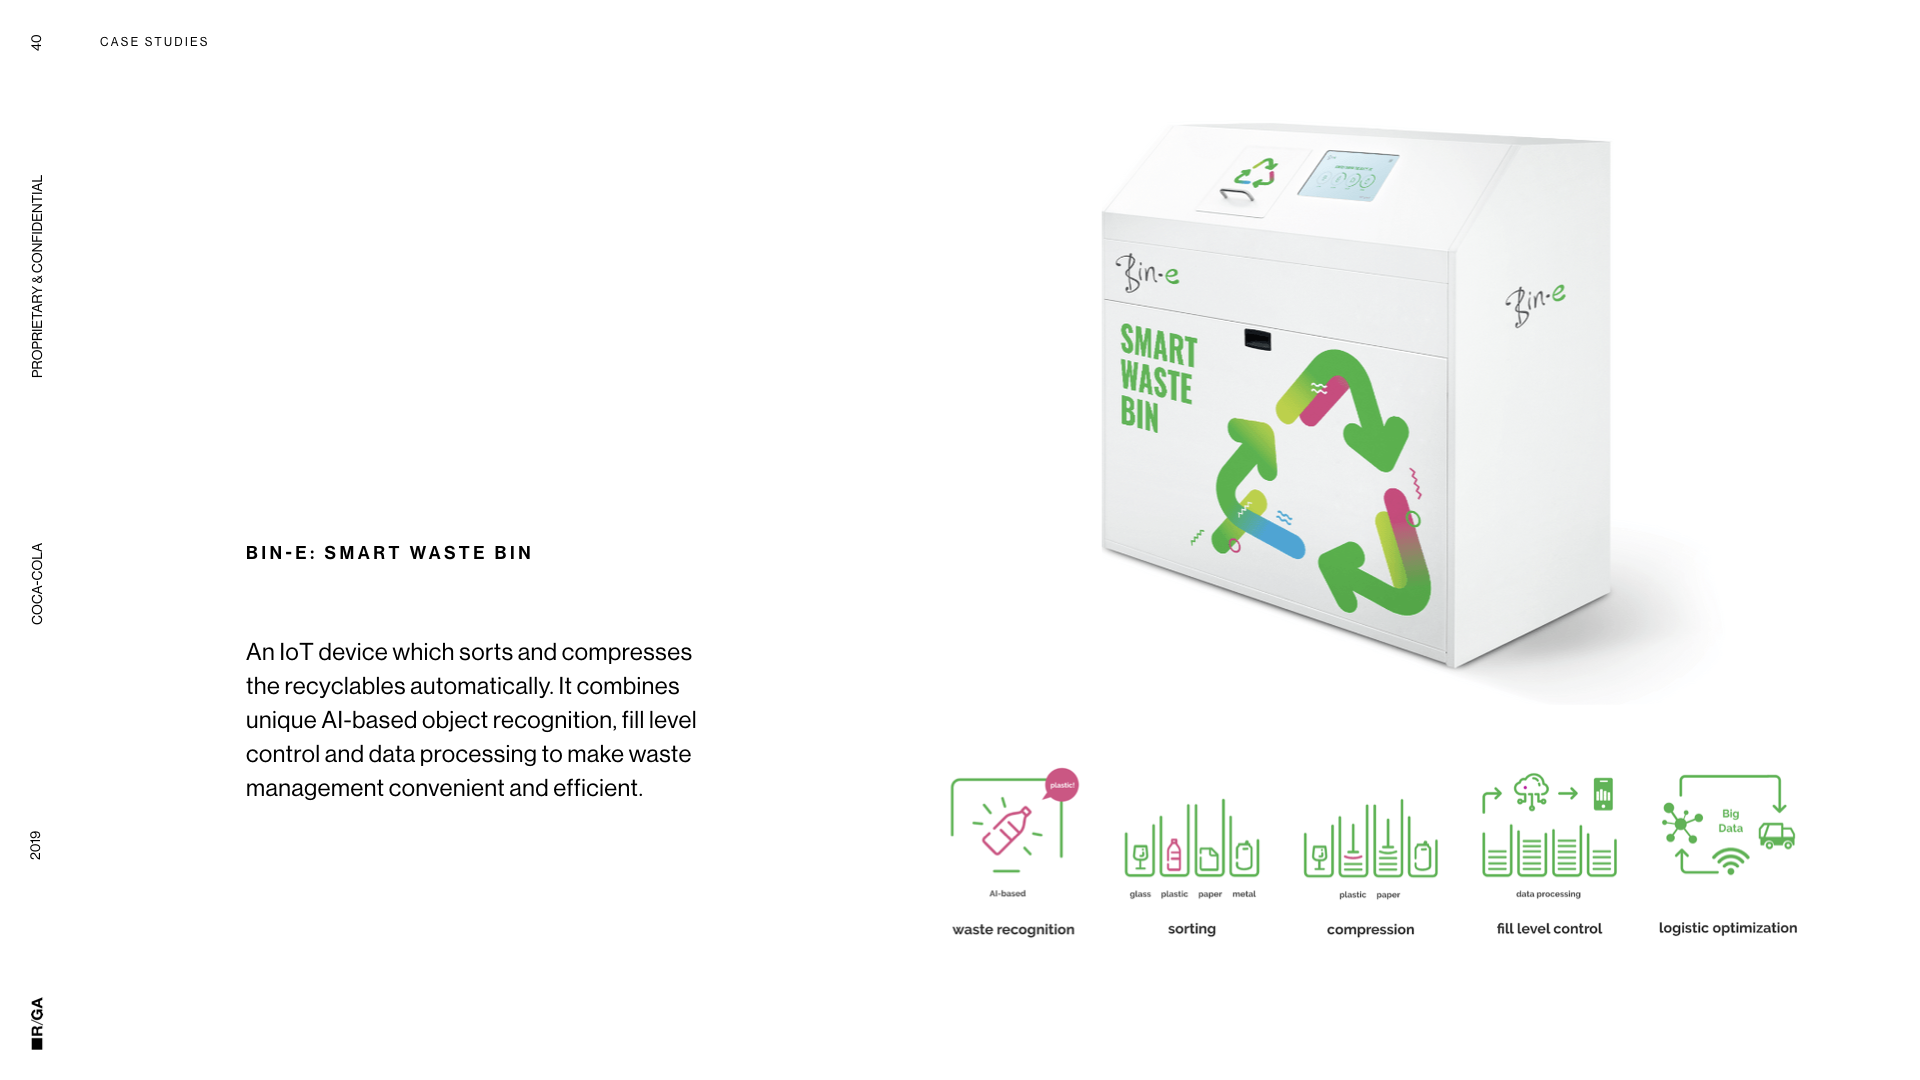 40
CASE STUDIES
PROPRIETARY & CONFIDENTIAL
COCA-COLA
2019
R/GA
BIN-E: SMART WASTE BIN
An IoT device which sorts and compresses
the recyclables automatically. It combines
unique AI-based object recognition, fill level
control and data processing to make waste
management convenient and efficient.
Bin-e
Bin-e
SMART
WASTE
BIN
plastic!
AI-based
waste recognition
glass plastic paper metal
sorting
plastic paper
compression
data processing
fill level control
Big
Data
logistic optimization